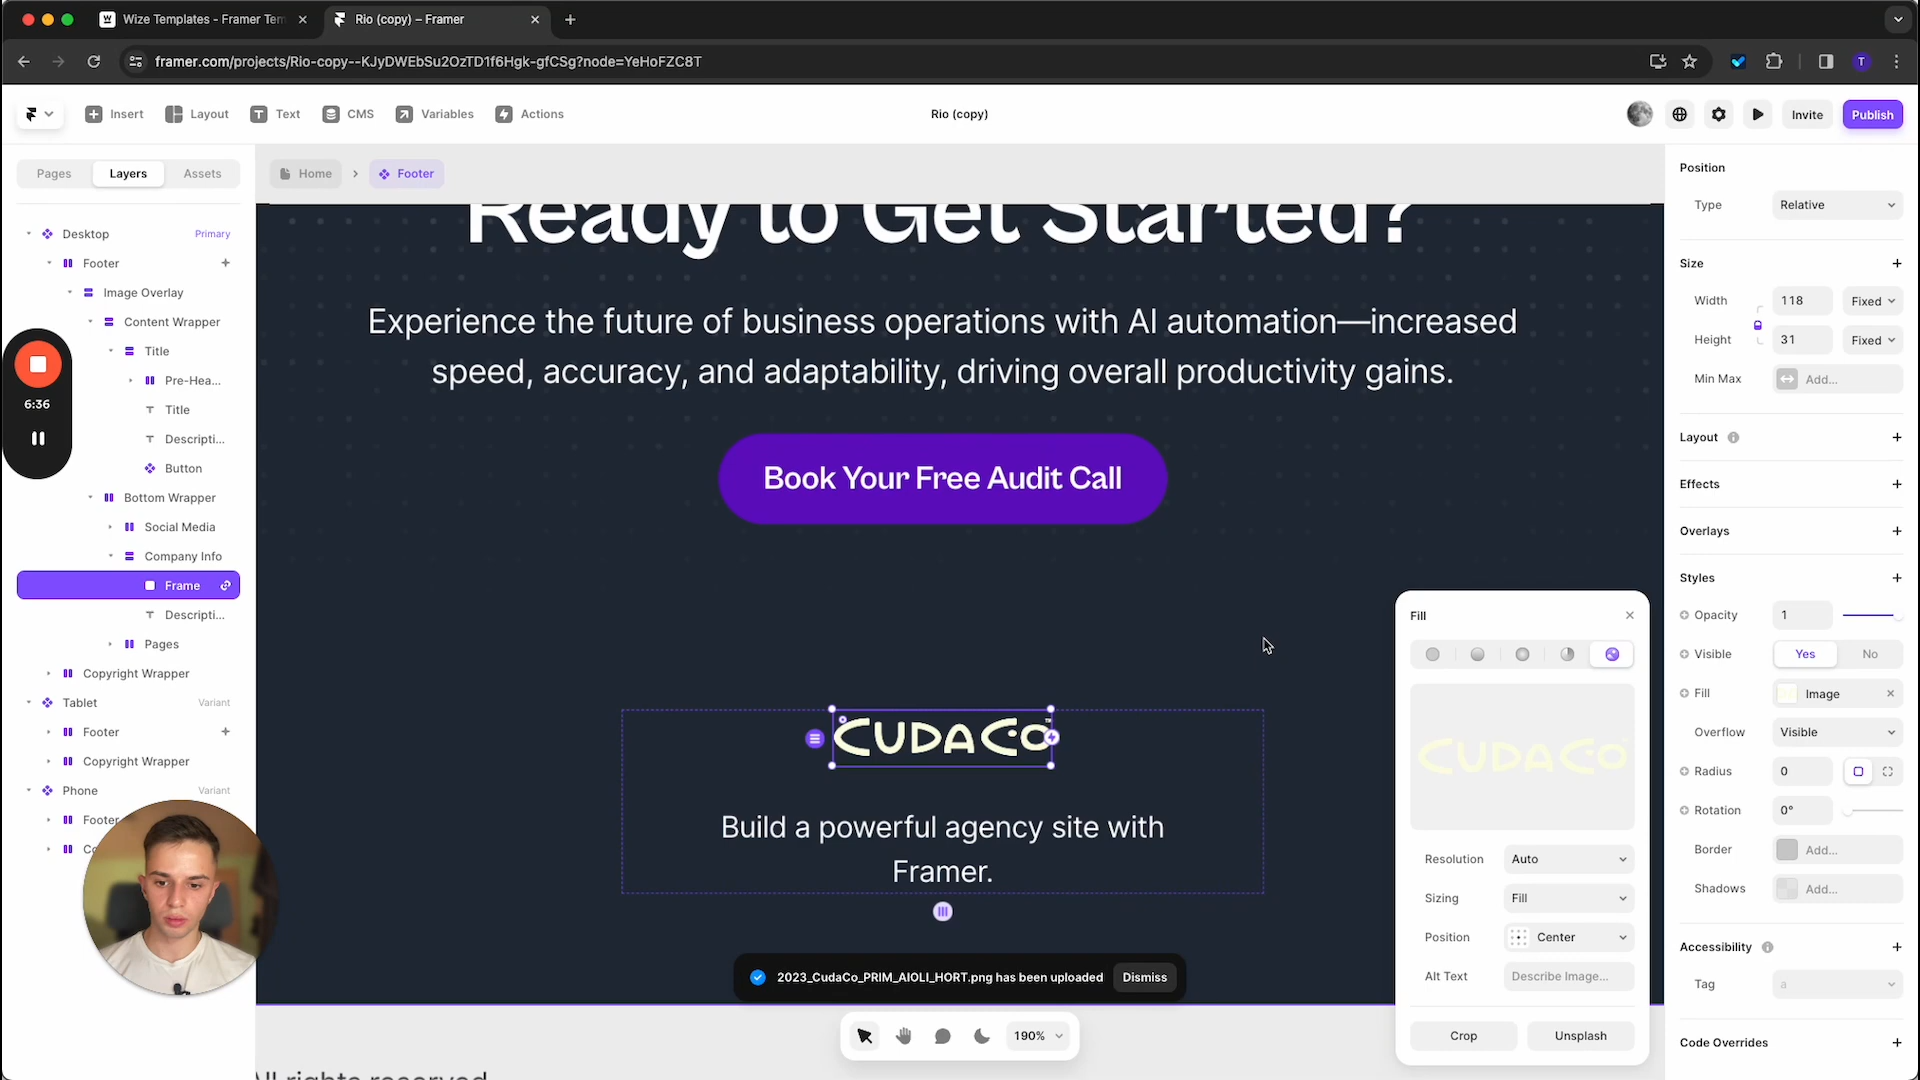 Wize Templates - Framer Tem
Rio (copy) – Framer
framer.com/projects/Rio-copy--KJyDWEbSu2OzTD1f6Hgk-gfCSg?node=YeHoFZC8T
T
Insert
Layout
Text
CMS
Variables
Actions
Rio (copy)
Invite
Publish
Pages
Layers
Assets
Home
Footer
Desktop
Primary
Footer
Image Overlay
Content Wrapper
Title
Pre-Hea...
Title
Descripti...
Button
Bottom Wrapper
Social Media
Company Info
Frame
Descripti...
Pages
Copyright Wrapper
Tablet
Variant
Footer
Copyright Wrapper
Phone
Variant
Footer
Co
6:36
Ready to Get Started?
Experience the future of business operations with AI automation—increased
speed, accuracy, and adaptability, driving overall productivity gains.
Book Your Free Audit Call
CUDACO™
Build a powerful agency site with
Framer.
2023_CudaCo_PRIM_AIOLI_HORT.png has been uploaded
Dismiss
190%
All rights reserved
Fill
CUDACO
Resolution
Auto
Sizing
Fill
Position
Center
Alt Text
Describe Image...
Crop
Unsplash
Position
Type
Relative
Size
Width
118
Fixed
Height
31
Fixed
Min Max
Add...
Layout
Effects
Overlays
Styles
Opacity
1
Visible
Yes
No
Fill
Image
Overflow
Visible
Radius
0
Rotation
0°
Border
Add...
Shadows
Add...
Accessibility
Tag
a
Code Overrides